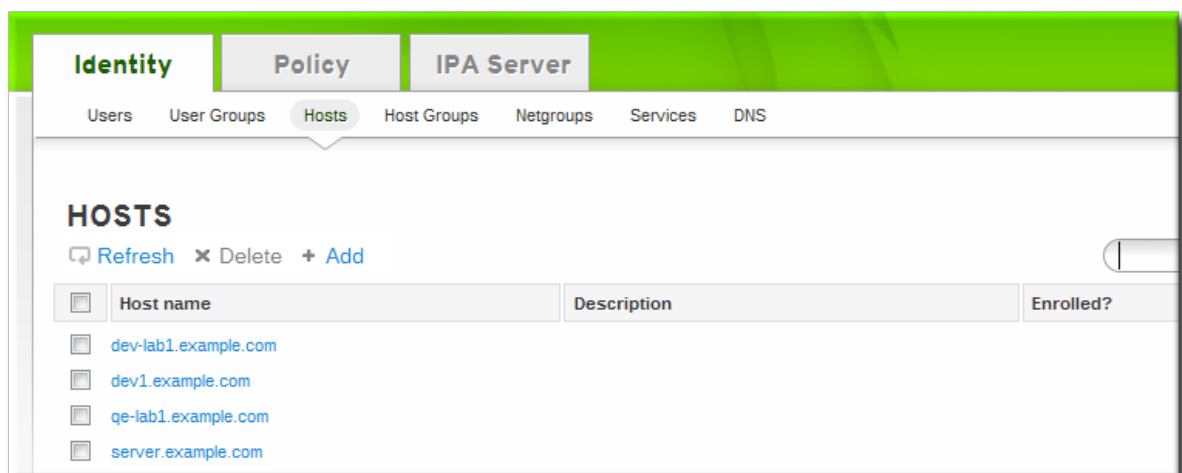 Identity Policy IPA Server
Users User Groups Hosts Host Groups Netgroups Services DNS
HOSTS
Refresh Delete + Add
Host name Description Enrolled?
dev-lab1.example.com
dev1.example.com
qe-lab1.example.com
server.example.com